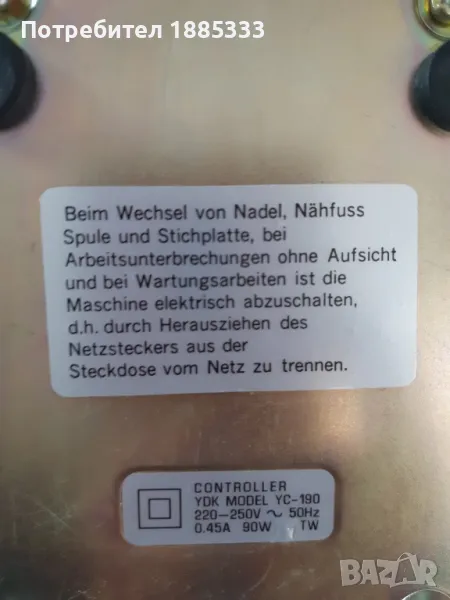 Потребител 1885333
Beim Wechsel von Nadel, Nähfuss
Spule und Stichplatte, bei
Arbeitsunterbrechungen ohne Aufsicht
und bei Wartungsarbeiten ist die
Maschine elektrisch abzuschalten,
d.h. durch Herausziehen des
Netzsteckers aus der
Steckdose vom Netz zu trennen.
CONTROLLER
YDK MODEL YC-190
220-250V ~ 50Hz
0.45A 90W TW
BAZAR